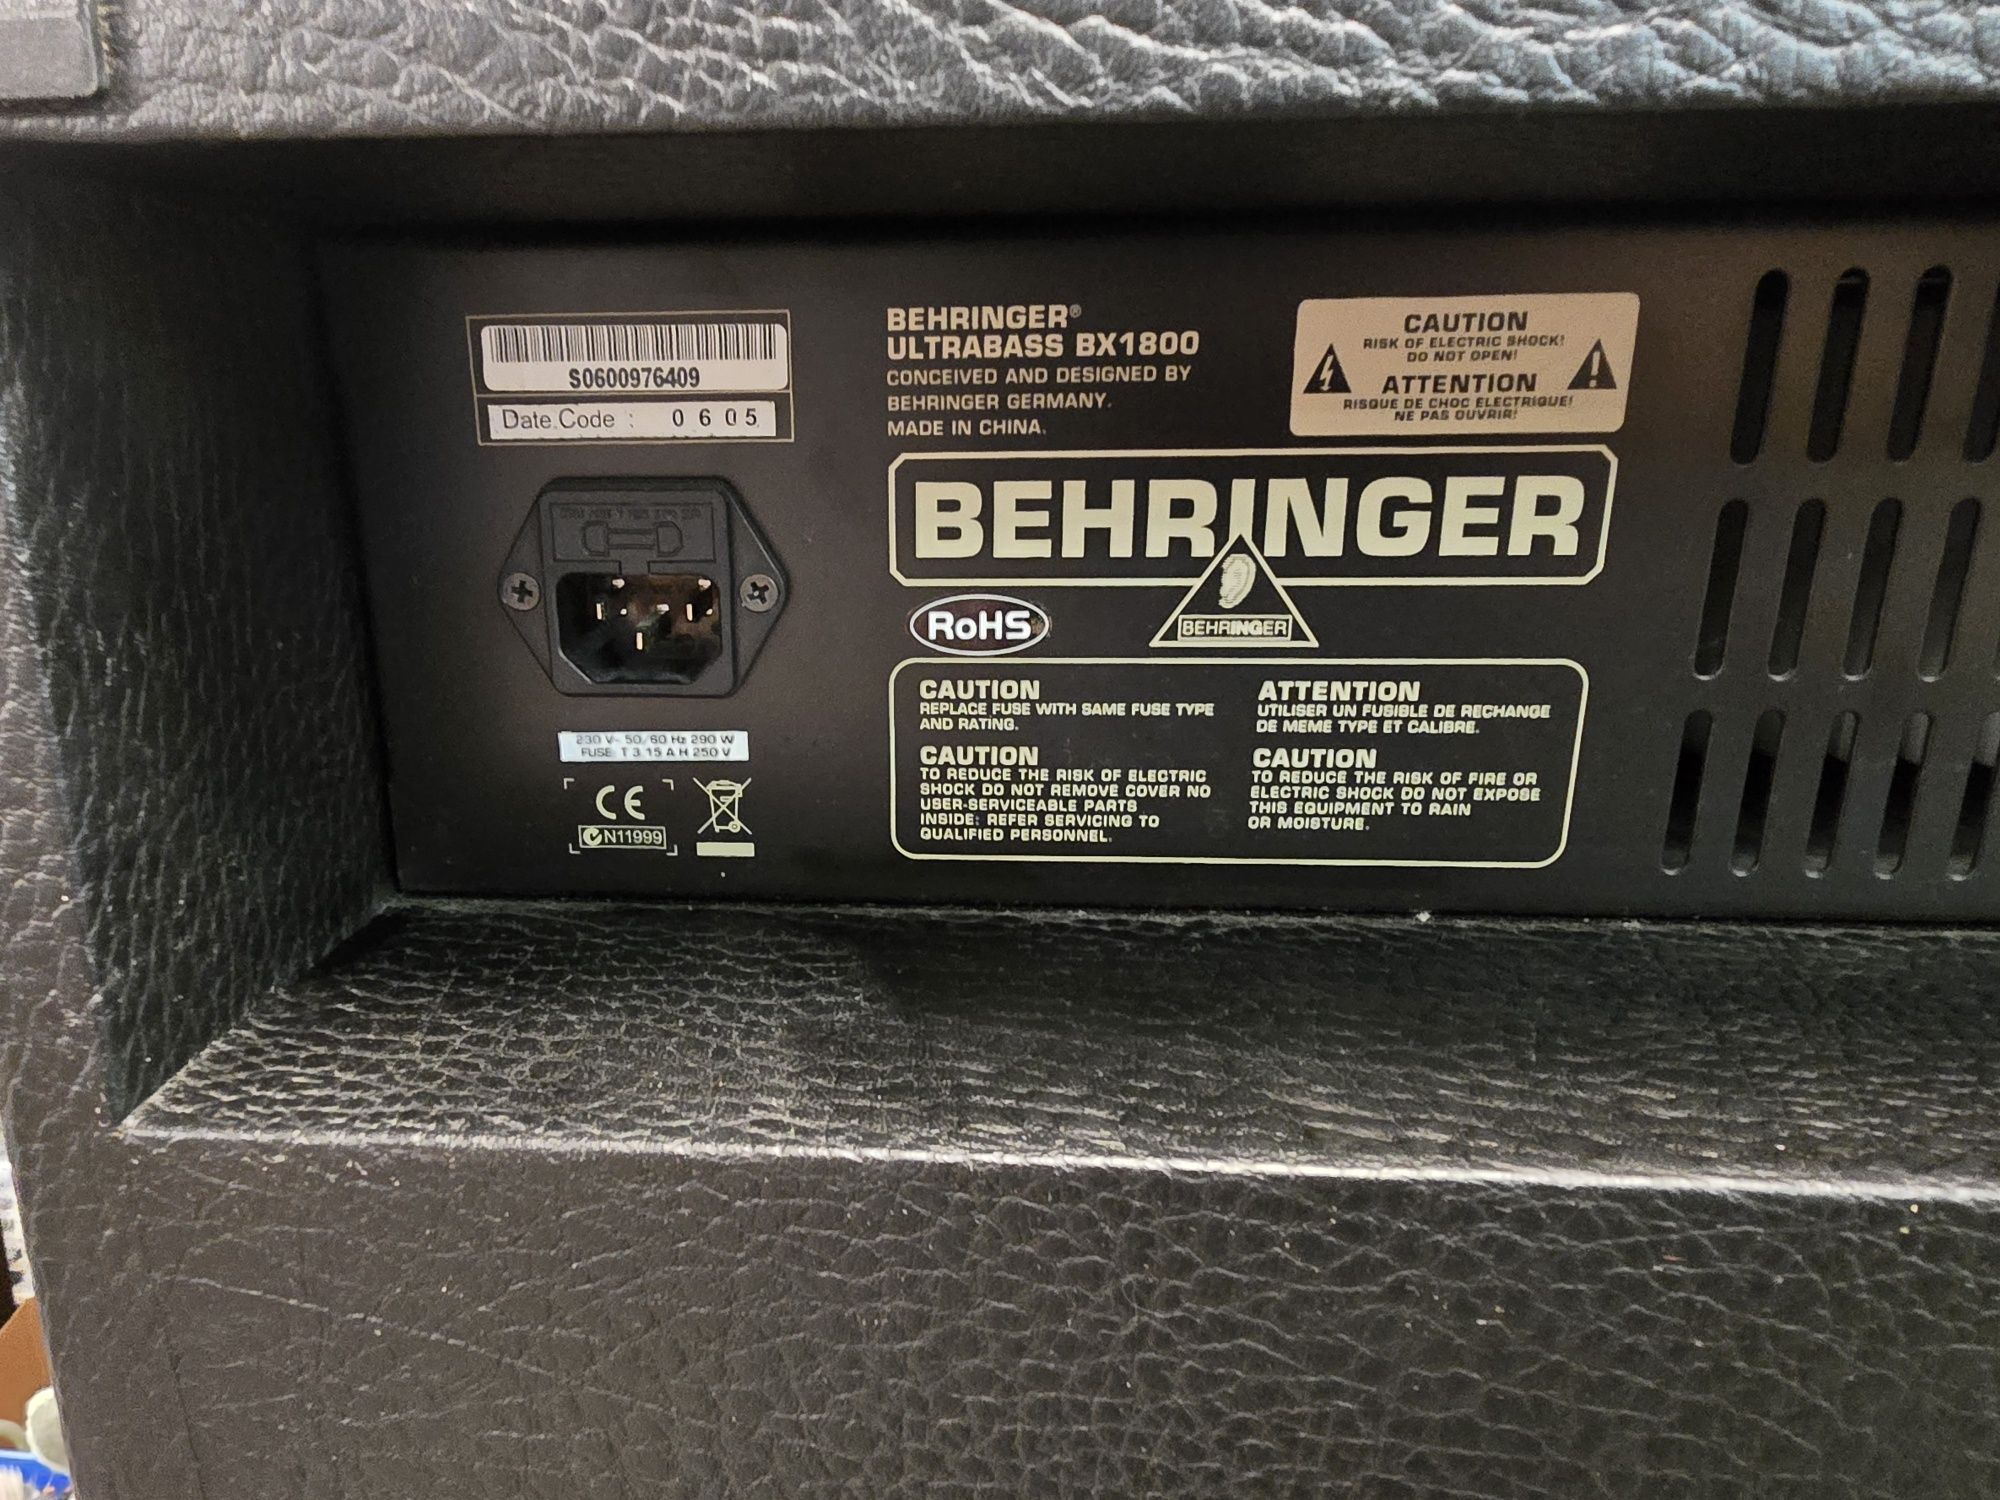 S0600976409
Date.Code : 0605
BEHRINGER®
ULTRABASS BX1800
CONCEIVED AND DESIGNED BY
BEHRINGER GERMANY.
MADE IN CHINA.
CAUTION
RISK OF ELECTRIC SHOCK!
DO NOT OPEN!
ATTENTION
RISQUE DE CHOC ELECTRIQUE!
NE PAS OUVRIR!
BEHRINGER
BEHRINGER
RoHS
230 V~ 50/60 Hz 290 W
FUSE: T 3.15 A H 250 V
CE
N11999
CAUTION
REPLACE FUSE WITH SAME FUSE TYPE
AND RATING.
CAUTION
TO REDUCE THE RISK OF ELECTRIC
SHOCK DO NOT REMOVE COVER NO
USER-SERVICEABLE PARTS
INSIDE: REFER SERVICING TO
QUALIFIED PERSONNEL.
ATTENTION
UTILISER UN FUSIBLE DE RECHANGE
DE MEME TYPE ET CALIBRE.
CAUTION
TO REDUCE THE RISK OF FIRE OR
ELECTRIC SHOCK DO NOT EXPOSE
THIS EQUIPMENT TO RAIN
OR MOISTURE.